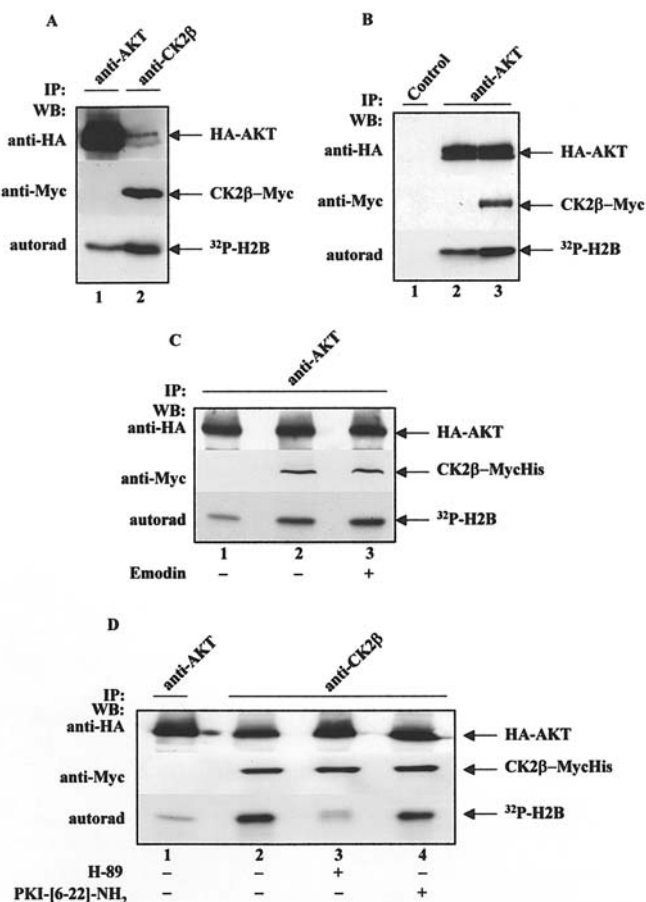 A
anti-AKT anti-CK2β
IP:
WB:
anti-HA HA-AKT
anti-Myc CK2β–Myc
autorad ³²P-H2B
1 2
B
Control anti-AKT
IP:
WB:
anti-HA HA-AKT
anti-Myc CK2β–Myc
autorad ³²P-H2B
1 2 3
C
anti-AKT
IP:
WB:
anti-HA HA-AKT
anti-Myc CK2β–MycHis
autorad ³²P-H2B
1 2 3
Emodin – – +
D
anti-AKT anti-CK2β
IP:
WB:
anti-HA HA-AKT
anti-Myc CK2β–MycHis
autorad ³²P-H2B
1 2 3 4
H-89 – – + –
PKI-[6-22]-NH₂ – – – +